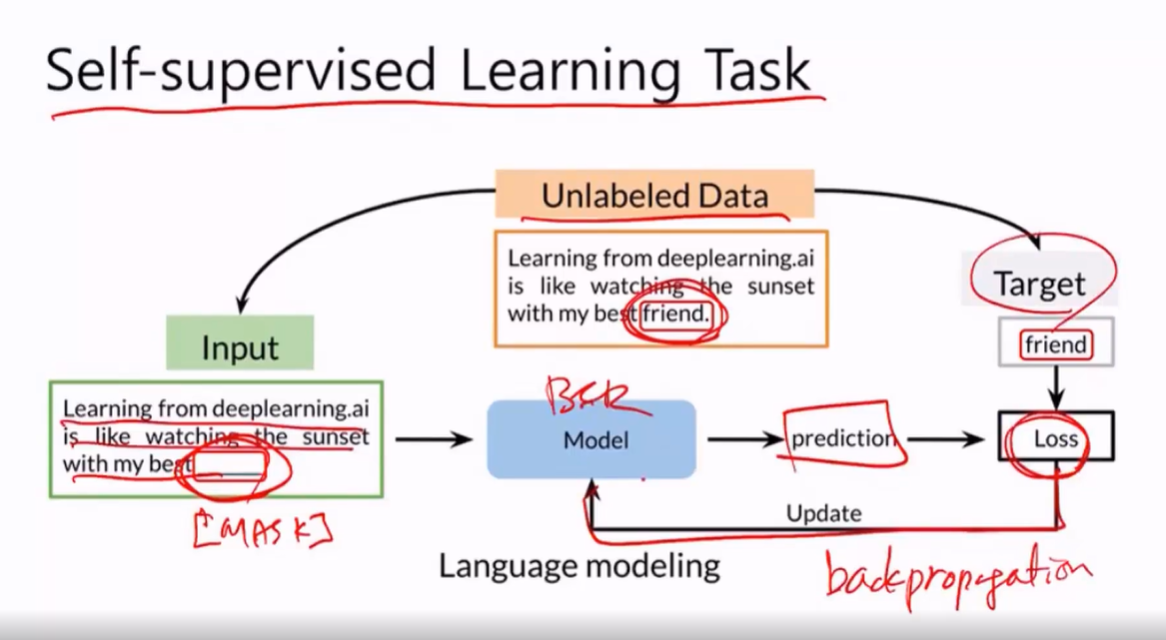 Self-supervised Learning Task
Unlabeled Data
Learning from deeplearning.ai
is like watching the sunset
with my best friend.
Target
friend
Input
Learning from deeplearning.ai
is like watching the sunset
with my best ____
[MASK]
Model
prediction
Loss
Update
backpropagation
Language modeling